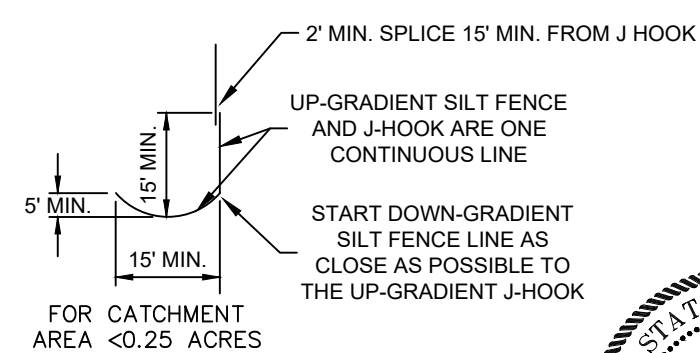 2' MIN. SPLICE 15' MIN. FROM J HOOK
UP-GRADIENT SILT FENCE
AND J-HOOK ARE ONE
CONTINUOUS LINE
15' MIN.
5' MIN.
15' MIN.
START DOWN-GRADIENT
SILT FENCE LINE AS
CLOSE AS POSSIBLE TO
THE UP-GRADIENT J-HOOK
FOR CATCHMENT
AREA <0.25 ACRES
STAT